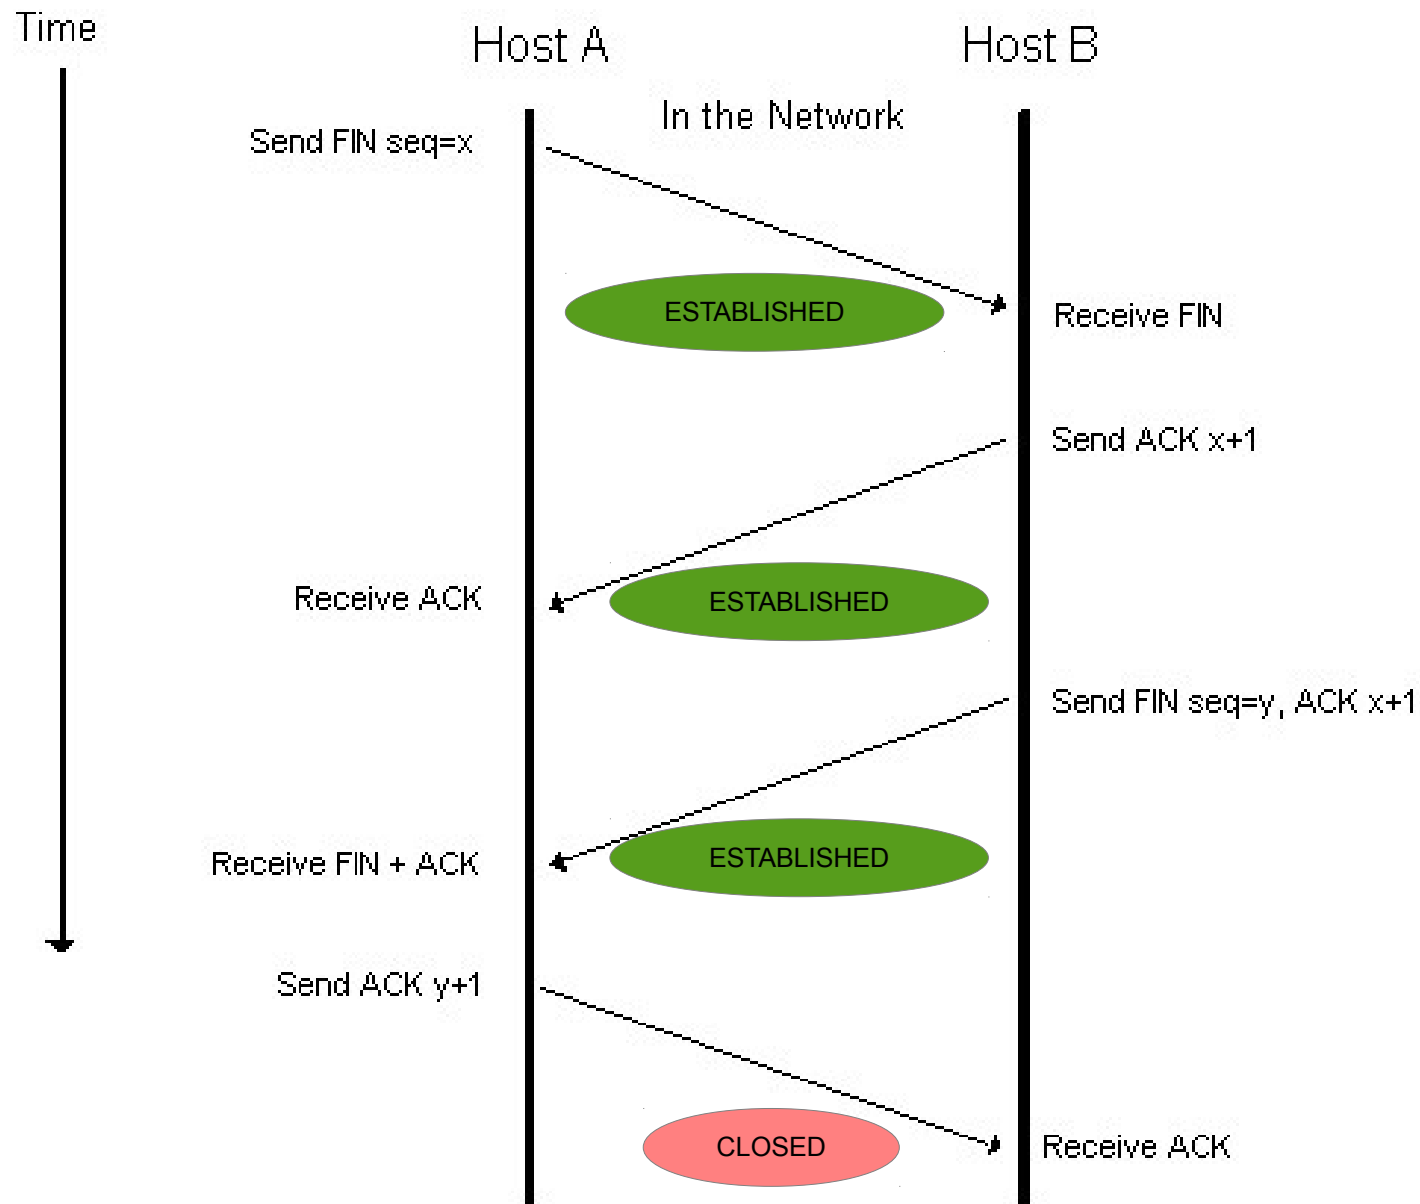 Time
Host A
Host B
In the Network
Send FIN seq=x
ESTABLISHED
Receive FIN
Send ACK x+1
Receive ACK
ESTABLISHED
Send FIN seq=y, ACK x+1
Receive FIN + ACK
ESTABLISHED
Send ACK y+1
CLOSED
Receive ACK